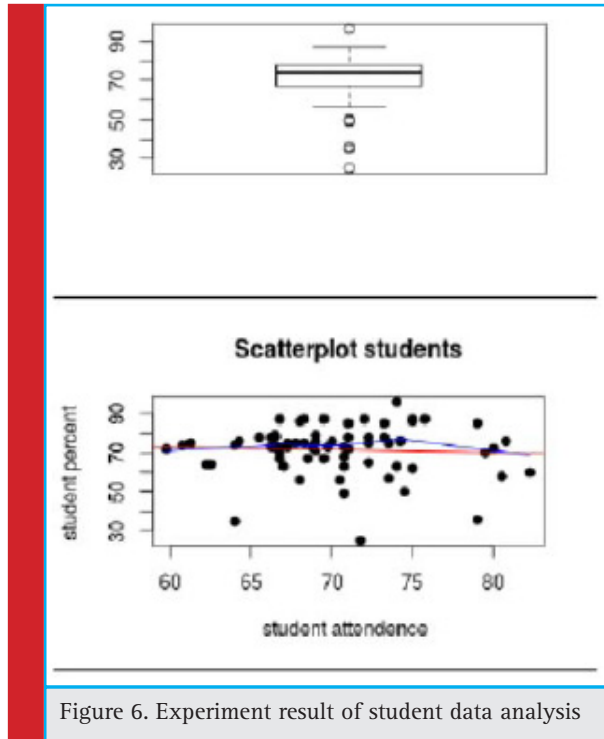 90
70
50
30
Scatterplot students
student percent
90
70
50
30
60 65 70 75 80
student attendence
Figure 6. Experiment result of student data analysis